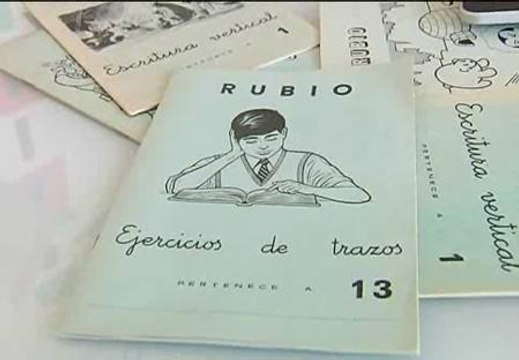 Escritura vertical
PERTENECE
1
RUBIO
Ejercicios de trazos
PERTENECE A
13
Escritura vertical
PERTENECE A
1